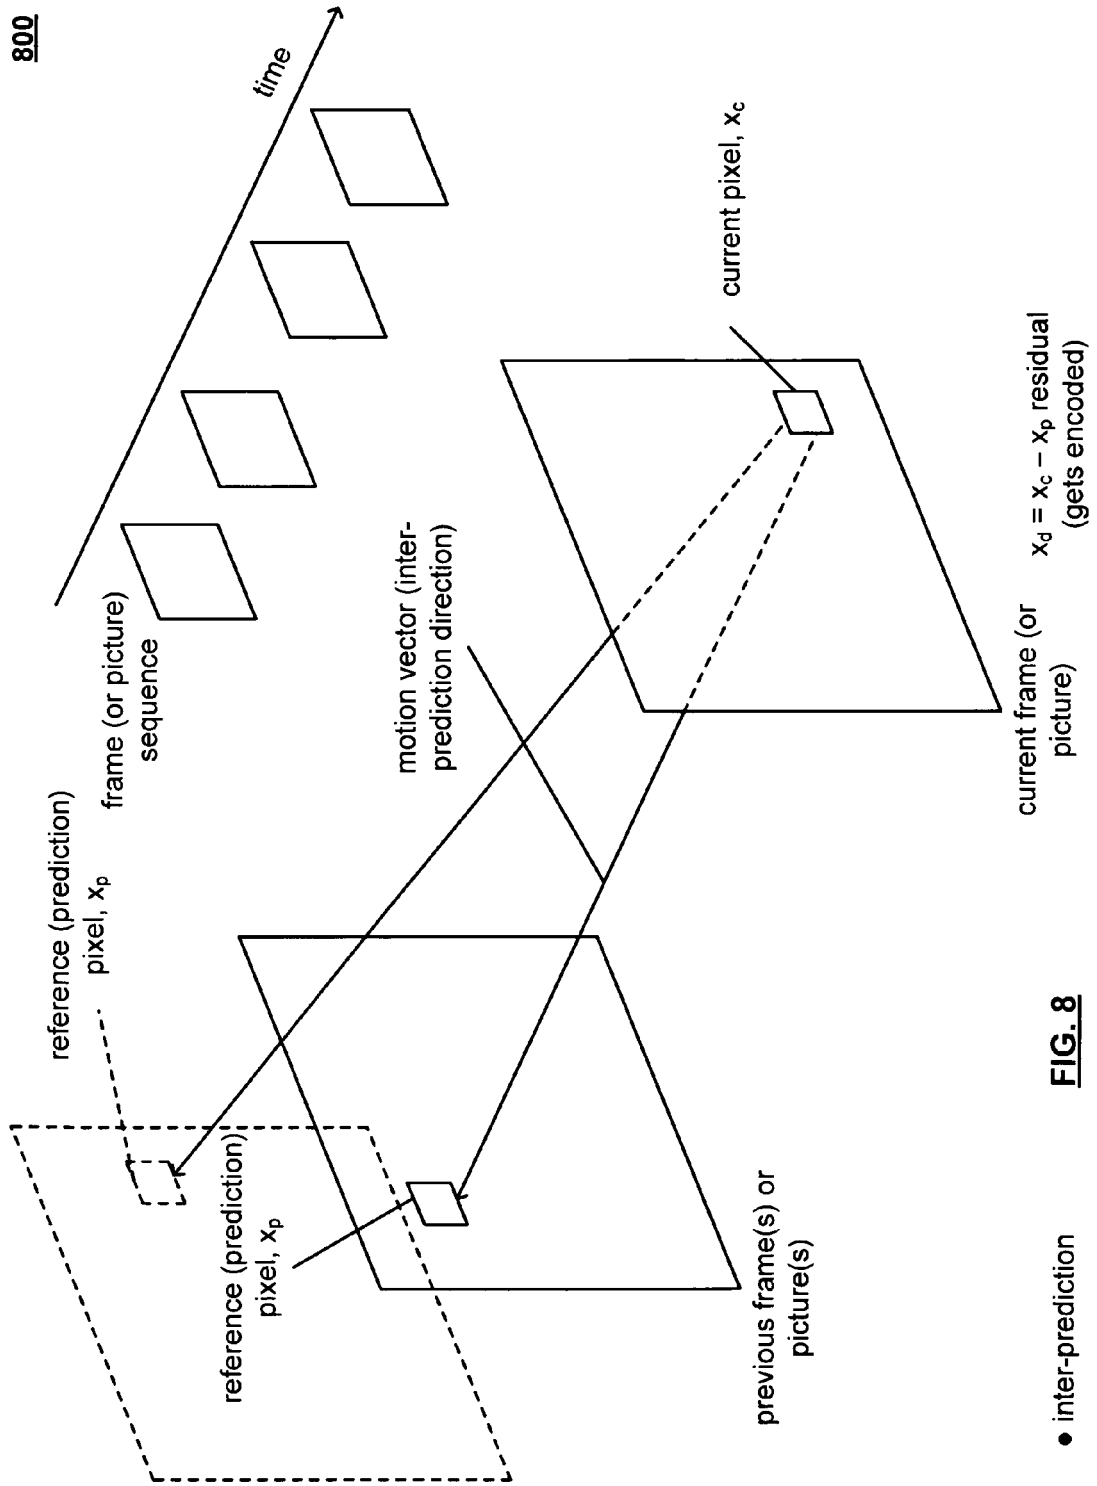 800
time
frame (or picture)
sequence
reference (prediction)
pixel, xp
reference (prediction)
pixel, xp
motion vector (inter-
prediction direction)
current pixel, xc
previous frame(s) or
picture(s)
current frame (or
picture)
xd = xc – xp residual
(gets encoded)
● inter-prediction
FIG. 8